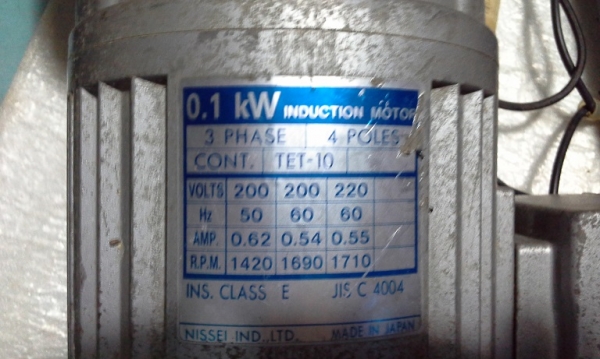 0.1 kW INDUCTION MOTOR
3 PHASE 4 POLES
CONT. TET-10
VOLTS 200 200 220
Hz 50 60 60
AMP. 0.62 0.54 0.55
R.P.M. 1420 1690 1710
INS. CLASS E JIS C 4004
NISSEI IND., LTD. MADE IN JAPAN